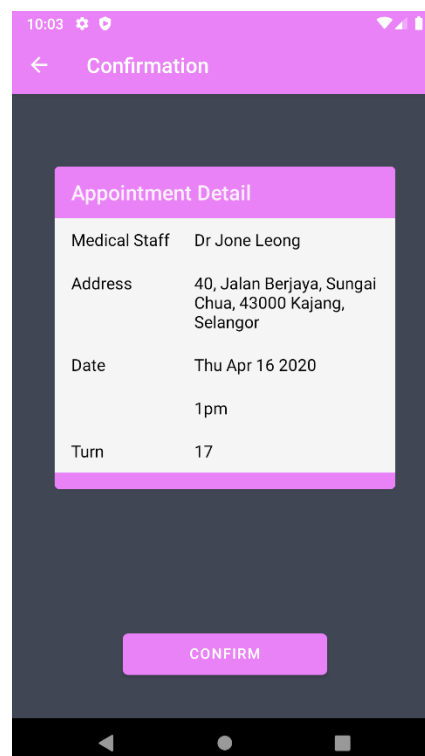 10:03
Confirmation
Appointment Detail
Medical Staff Dr Jone Leong
Address 40, Jalan Berjaya, Sungai
Chua, 43000 Kajang,
Selangor
Date Thu Apr 16 2020
1pm
Turn 17
CONFIRM